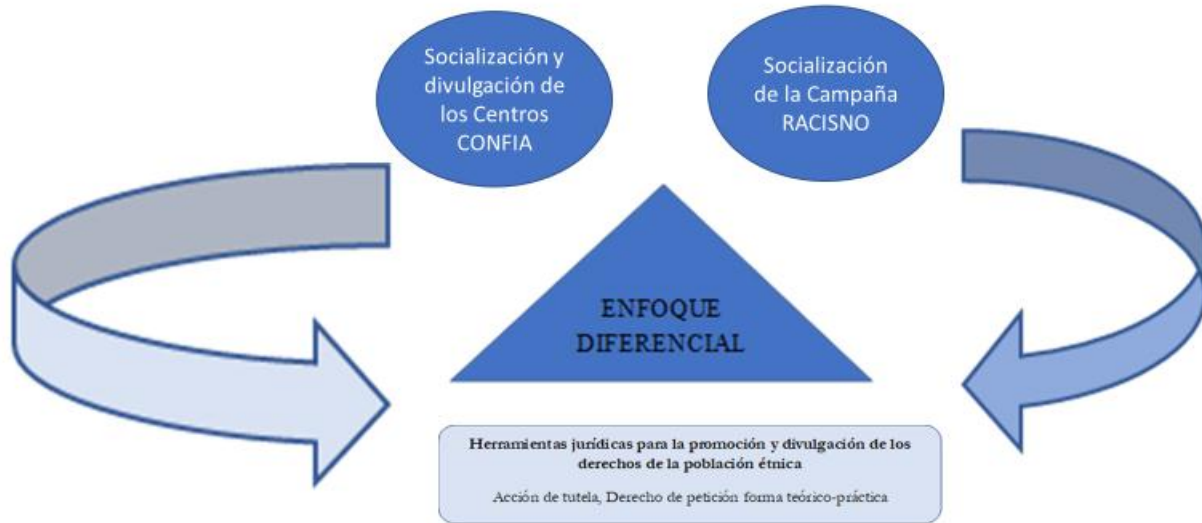 Socialización y
divulgación de
los Centros
CONFIA
Socialización
de la Campaña
RACISNO
ENFOQUE
DIFERENCIAL
Herramientas jurídicas para la promoción y divulgación de los
derechos de la población étnica
Acción de tutela, Derecho de petición forma teórico-práctica